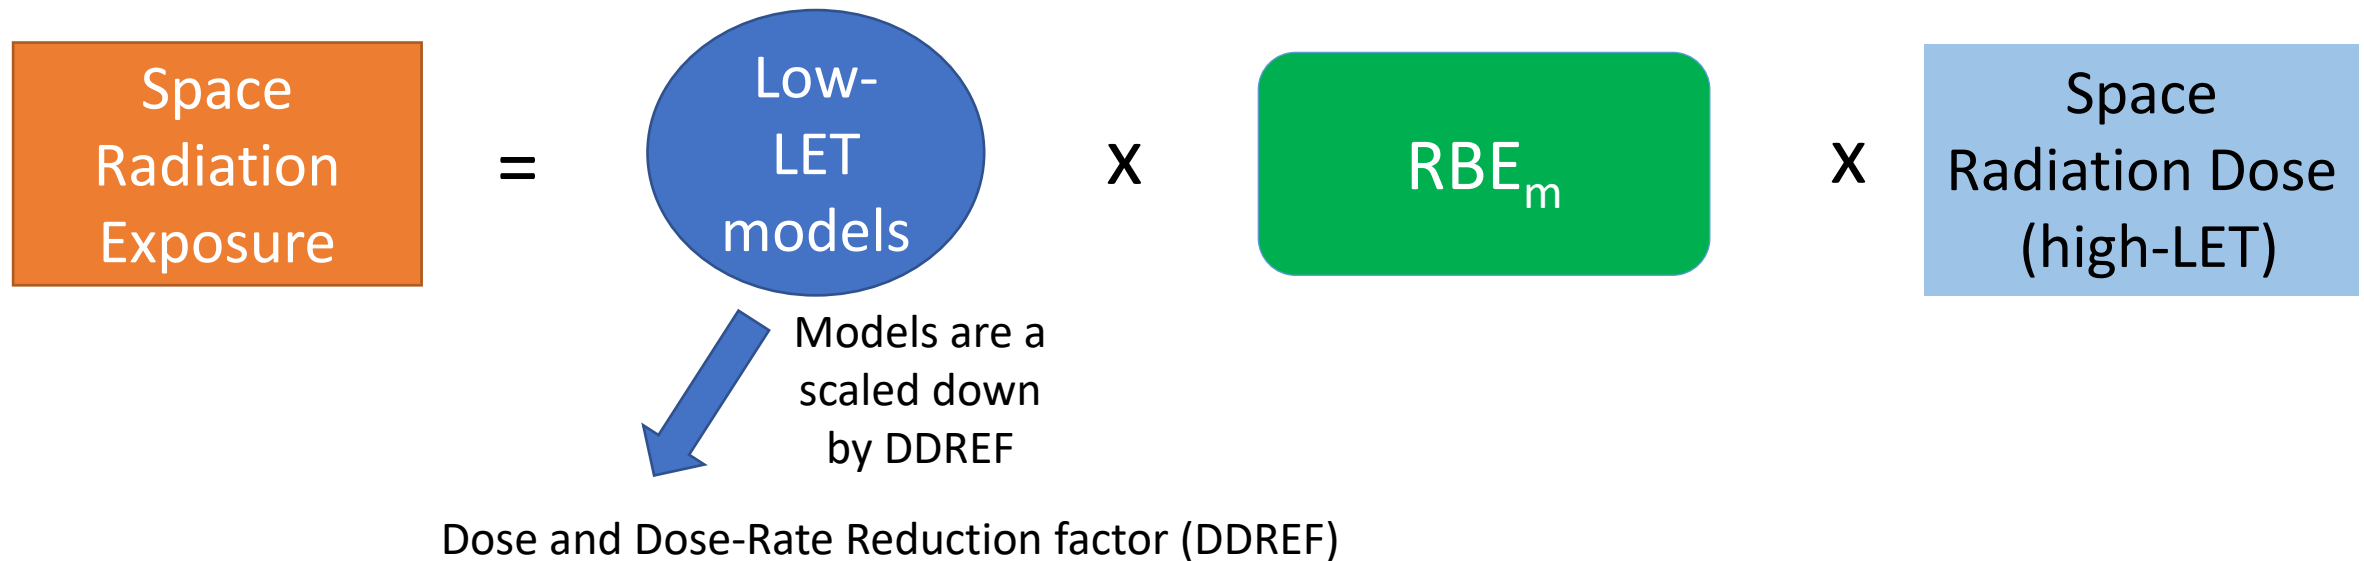 Space
Radiation
Exposure
=
Low-
LET
models
x
RBEm
x
Space
Radiation Dose
(high-LET)
Models are a
scaled down
by DDREF
Dose and Dose-Rate Reduction factor (DDREF)